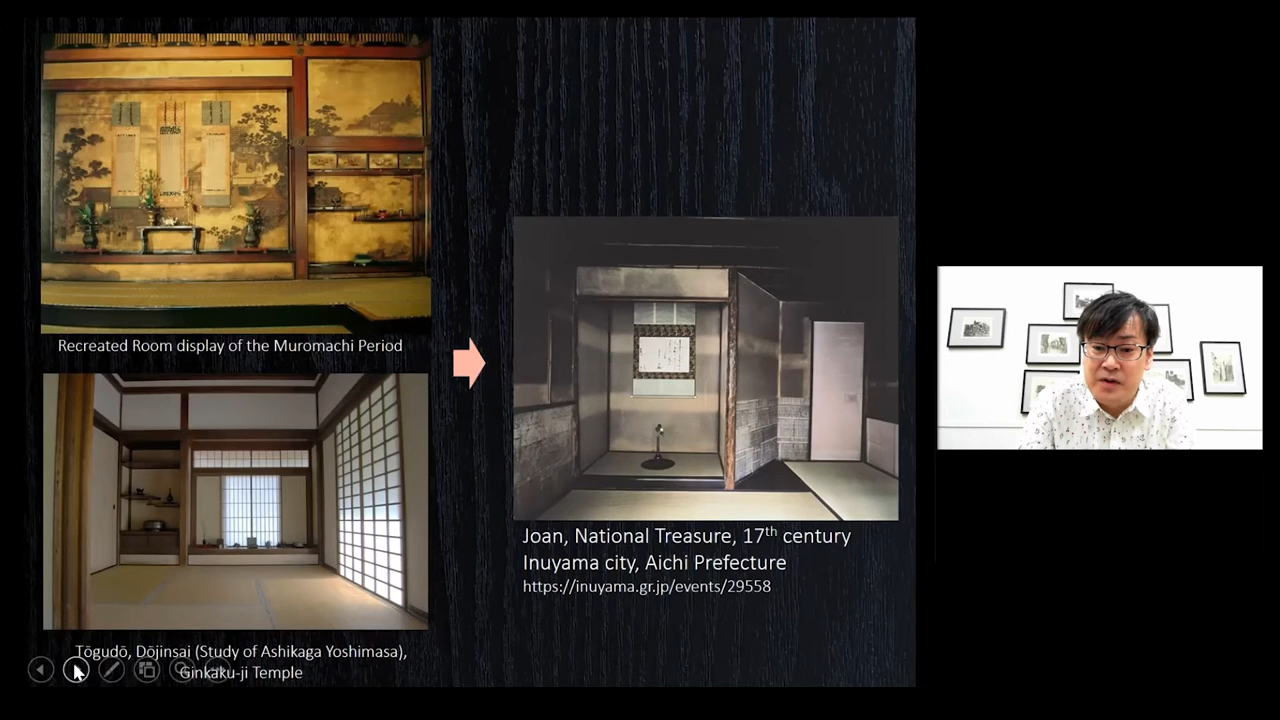 Recreated Room display of the Muromachi Period
Tōgudō, Dōjinsai (Study of Ashikaga Yoshimasa),
Ginkaku-ji Temple
Joan, National Treasure, 17th century
Inuyama city, Aichi Prefecture
https://inuyama.gr.jp/events/29558